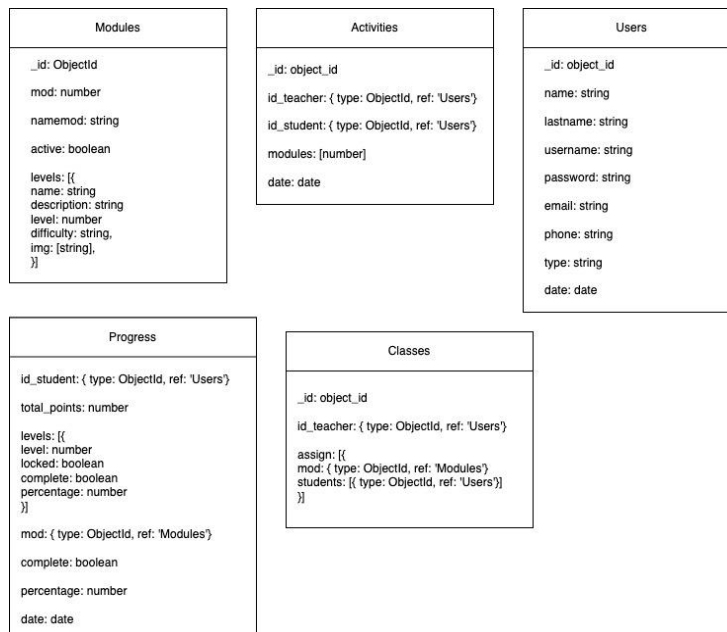 Modules
_id: ObjectId
mod: number
namemod: string
active: boolean
levels: [{
name: string
description: string
level: number
difficulty: string,
img: [string],
}]
Activities
_id: object_id
id_teacher: { type: ObjectId, ref: 'Users'}
id_student: { type: ObjectId, ref: 'Users'}
modules: [number]
date: date
Users
_id: object_id
name: string
lastname: string
username: string
password: string
email: string
phone: string
type: string
date: date
Progress
id_student: { type: ObjectId, ref: 'Users'}
total_points: number
levels: [{
level: number
locked: boolean
complete: boolean
percentage: number
}]
mod: { type: ObjectId, ref: 'Modules'}
complete: boolean
percentage: number
date: date
Classes
_id: object_id
id_teacher: { type: ObjectId, ref: 'Users'}
assign: [{
mod: { type: ObjectId, ref: 'Modules'}
students: [{ type: ObjectId, ref: 'Users'}]
}]